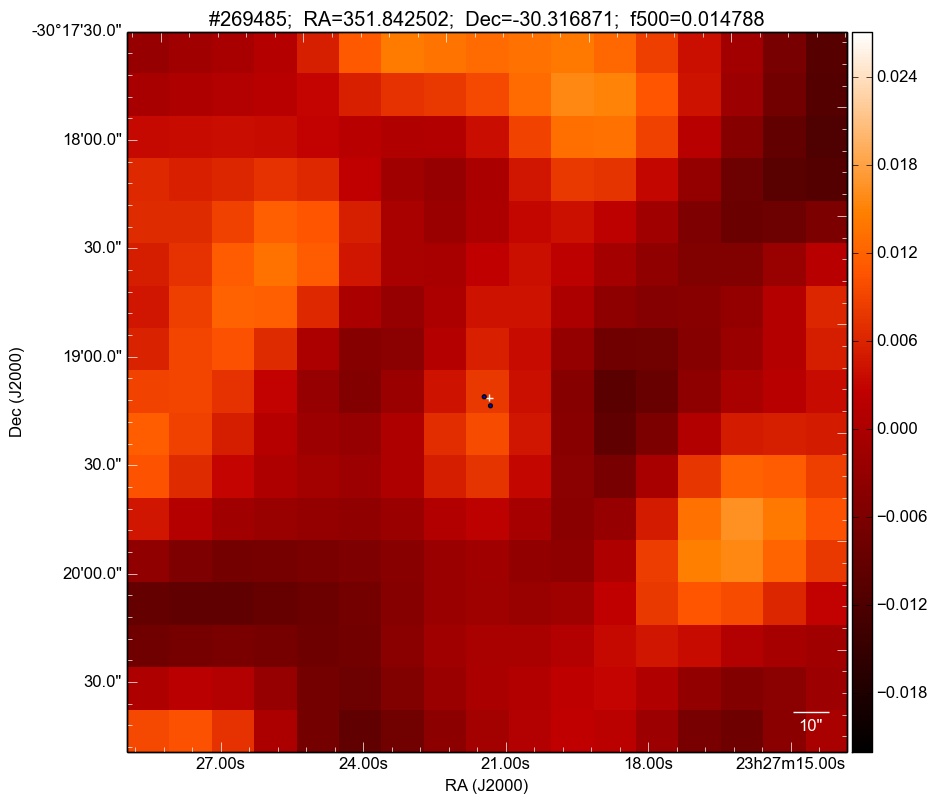 #269485;  RA=351.842502;  Dec=-30.316871;  f500=0.014788
-30°17'30.0"
18'00.0"
30.0"
19'00.0"
30.0"
20'00.0"
30.0"
Dec (J2000)
27.00s
24.00s
21.00s
18.00s
23h27m15.00s
RA (J2000)
10"
0.024
0.018
0.012
0.006
0.000
−0.006
−0.012
−0.018